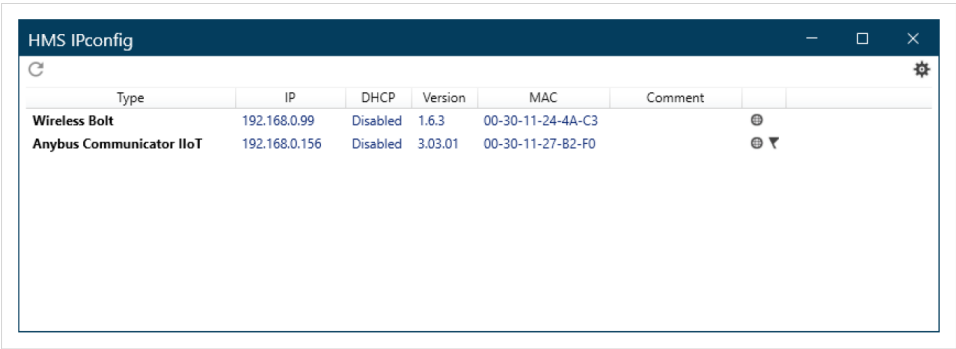 HMS IPconfig
Type IP DHCP Version MAC Comment
Wireless Bolt 192.168.0.99 Disabled 1.6.3 00-30-11-24-4A-C3
Anybus Communicator IIoT 192.168.0.156 Disabled 3.03.01 00-30-11-27-B2-F0